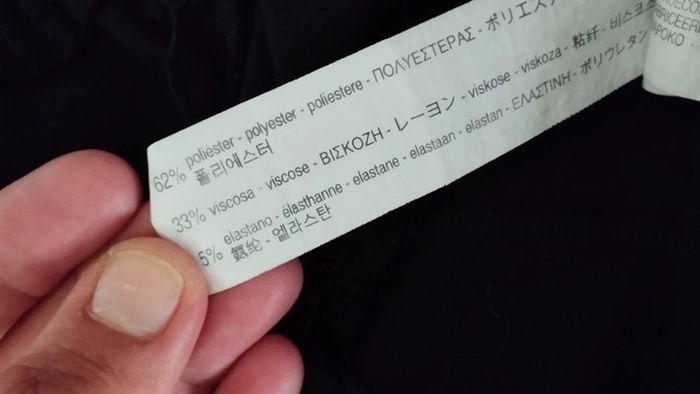 62% poliéster - polyester - poliestere - ΠΟΛΥΕΣΤΕΡΑΣ - ポリエステ
폴리에스터
33% viscosa - viscose - ΒΙΣΚΟΖΗ - レーヨン - viskose - viskoza - 粘纤 - 비스코스
5% elastano - élasthanne - elastane - elastaan - elastan - ΕΛΑΣΤΙΝΗ - ポリウレタン
氨纶 - 엘라스탄